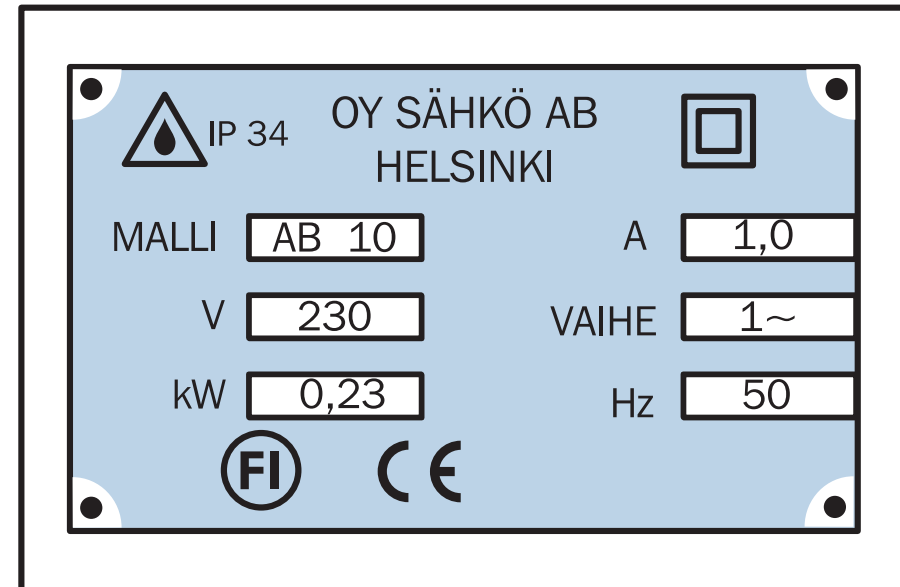 IP 34 OY SÄHKÖ AB
HELSINKI
MALLI AB 10 A 1,0
V 230 VAIHE 1~
kW 0,23 Hz 50
FI CE